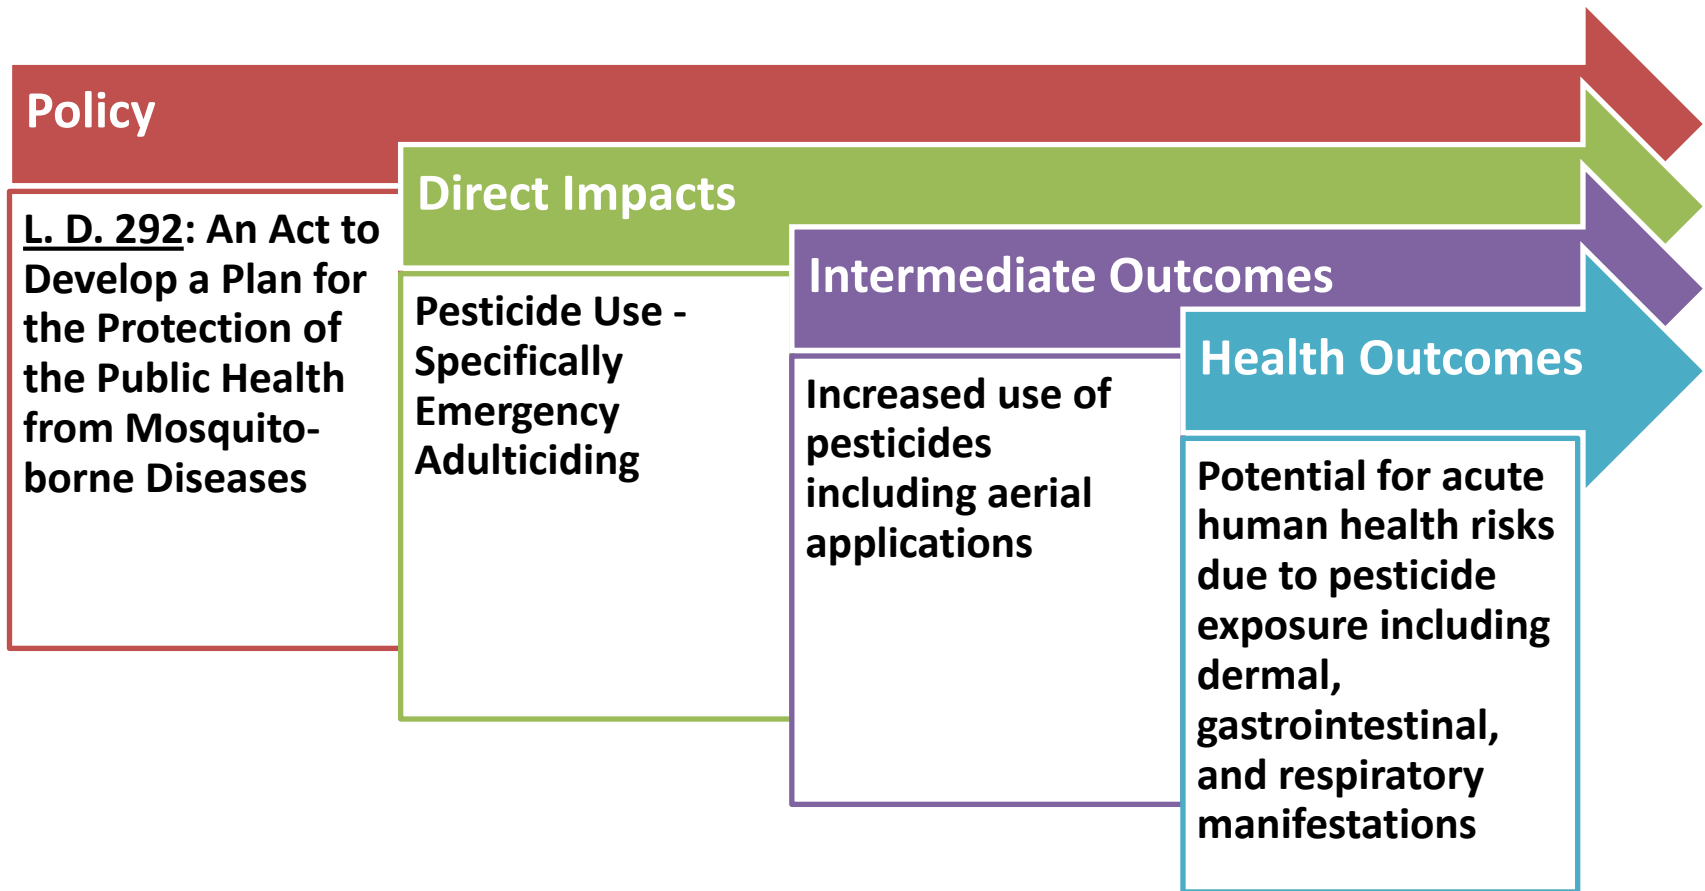 Policy
L. D. 292: An Act to
Develop a Plan for
the Protection of
the Public Health
from Mosquito-
borne Diseases
Direct Impacts
Pesticide Use -
Specifically
Emergency
Adulticiding
Intermediate Outcomes
Increased use of
pesticides
including aerial
applications
Health Outcomes
Potential for acute
human health risks
due to pesticide
exposure including
dermal,
gastrointestinal,
and respiratory
manifestations